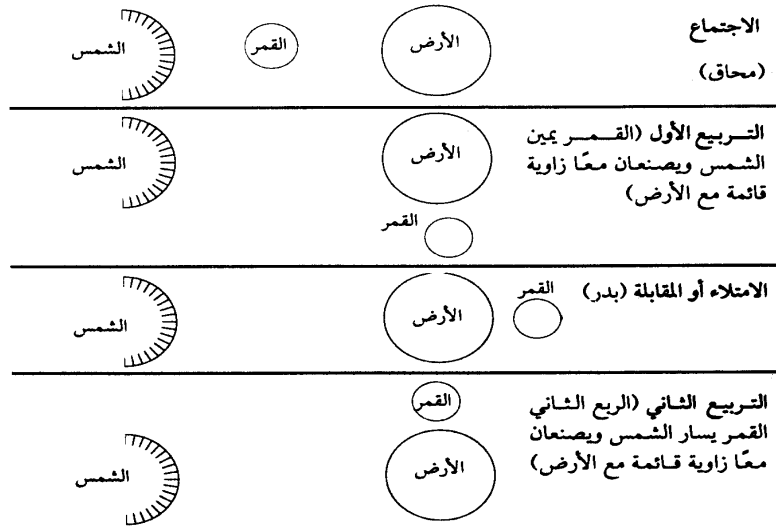 الاجتماع
(محاق)
الأرض
القمر
الشمس
التربيع الأول (القمر يمين
الشمس ويصنعان معًا زاوية
قائمة مع الأرض)
الأرض
القمر
الشمس
الامتلاء أو المقابلة (بدر)
القمر
الأرض
الشمس
التربيع الثاني (الربع الثاني
القمر يسار الشمس ويصنعان
معًا زاوية قائمة مع الأرض)
القمر
الأرض
الشمس